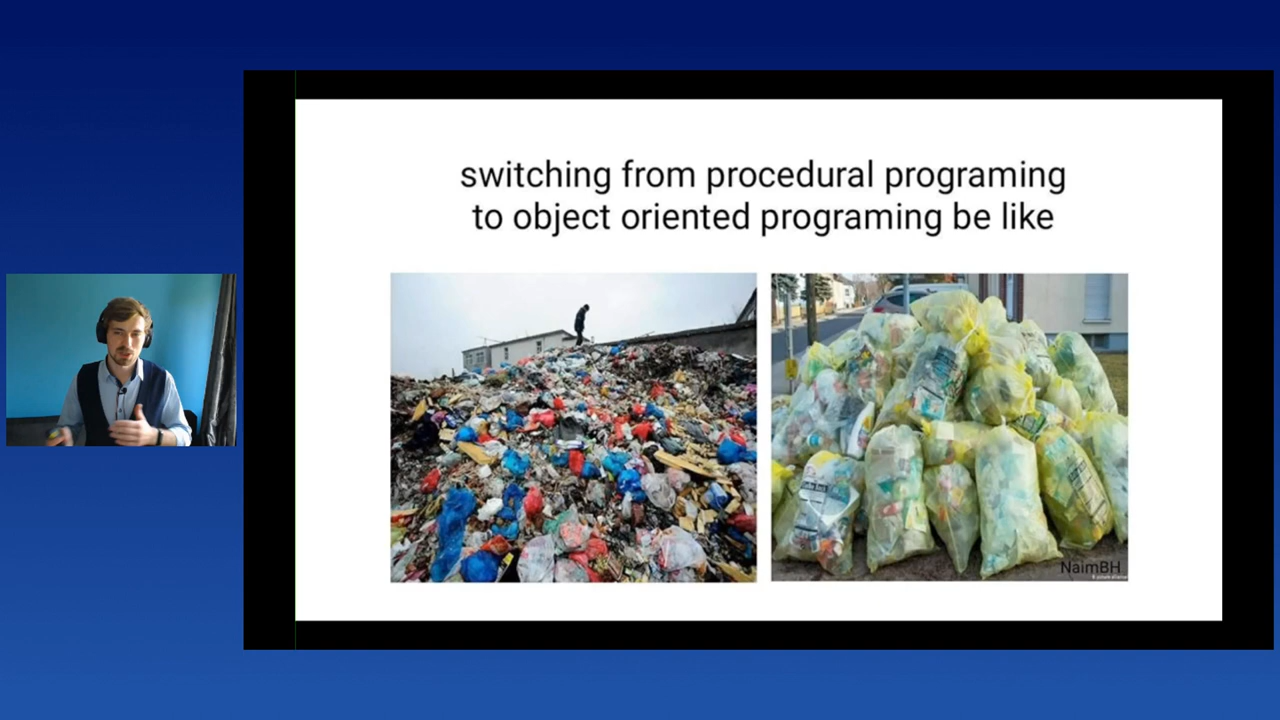 switching from procedural programing
to object oriented programing be like
NaimBH